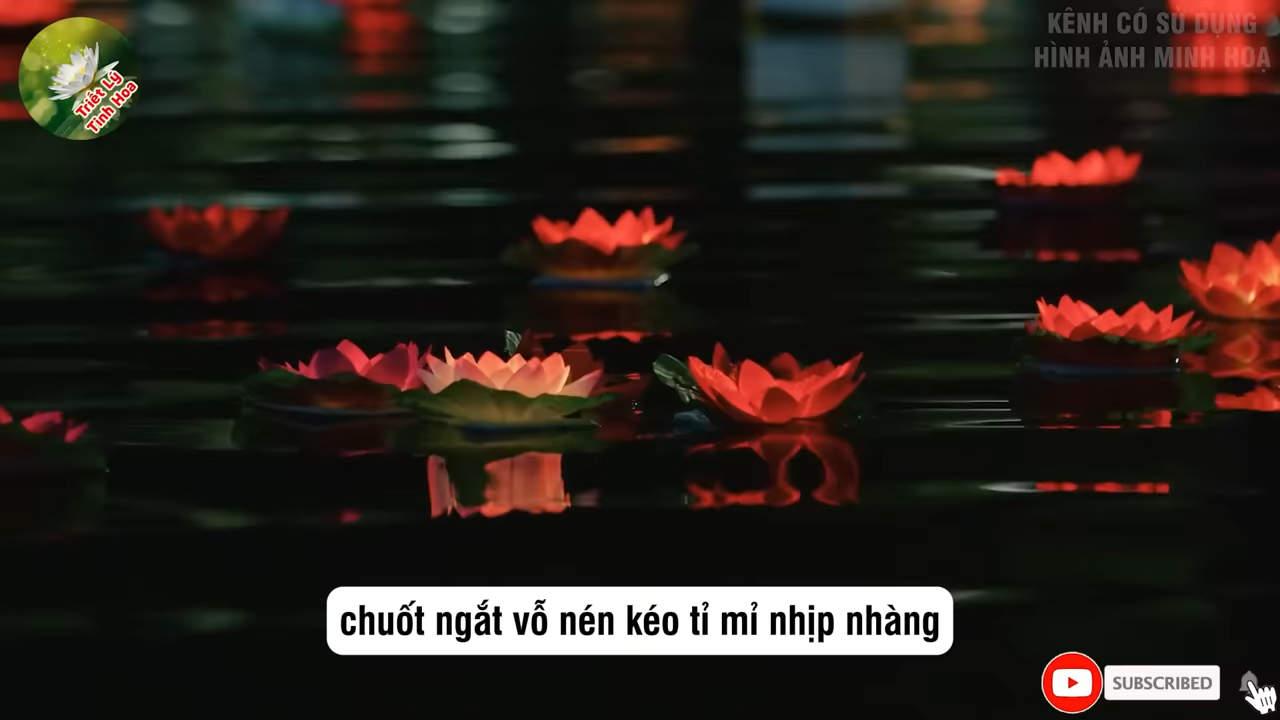 KÊNH CÓ SỬ DỤNG
HÌNH ẢNH MINH HOẠ
Triết Lý
Tinh Hoa
chuốt ngắt vỗ nén kéo tỉ mỉ nhịp nhàng
SUBSCRIBED